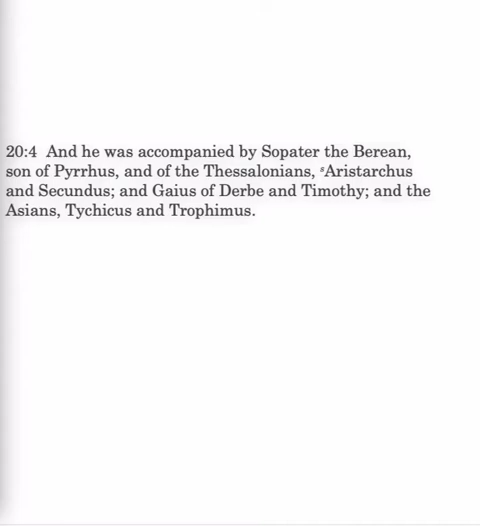 20:4 And he was accompanied by Sopater the Berean,
son of Pyrrhus, and of the Thessalonians, ˢAristarchus
and Secundus; and Gaius of Derbe and Timothy; and the
Asians, Tychicus and Trophimus.